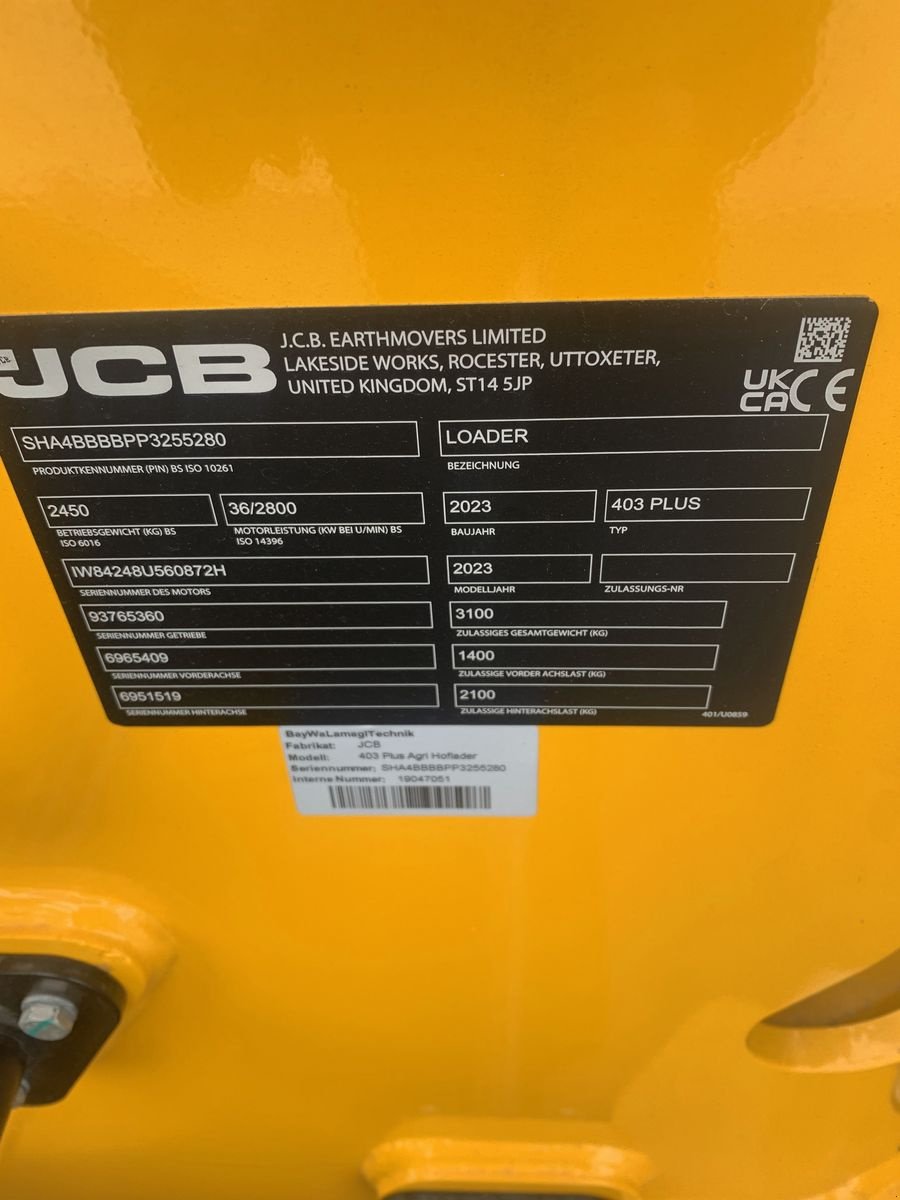 JCB
J.C.B. EARTHMOVERS LIMITED
LAKESIDE WORKS, ROCESTER, UTTOXETER,
UNITED KINGDOM, ST14 5JP
UK
CA
CE
SHA4BBBBPP3255280
PRODUKTKENNUMMER (PIN) BS ISO 10261
LOADER
BEZEICHNUNG
2450
BETRIEBSGEWICHT (KG) BS
ISO 6016
36/2800
MOTORLEISTUNG (KW BEI U/MIN) BS
ISO 14396
2023
BAUJAHR
403 PLUS
TYP
IW84248U560872H
SERIENNUMMER DES MOTORS
2023
MODELLJAHR
ZULASSUNGS-NR
93765360
SERIENNUMMER GETRIEBE
3100
ZULASSIGES GESAMTGEWICHT (KG)
6965409
SERIENNUMMER VORDERACHSE
1400
ZULASSIGE VORDER ACHSLAST (KG)
6951519
SERIENNUMMER HINTERACHSE
2100
ZULASSIGE HINTERACHSLAST (KG)
401/U0859
BayWaLamaglTechnik
Fabrikat: JCB
Modell: 403 Plus Agri Hoflader
Seriennummer: SHA4BBBBPP3255280
Interne Nummer: 19047051